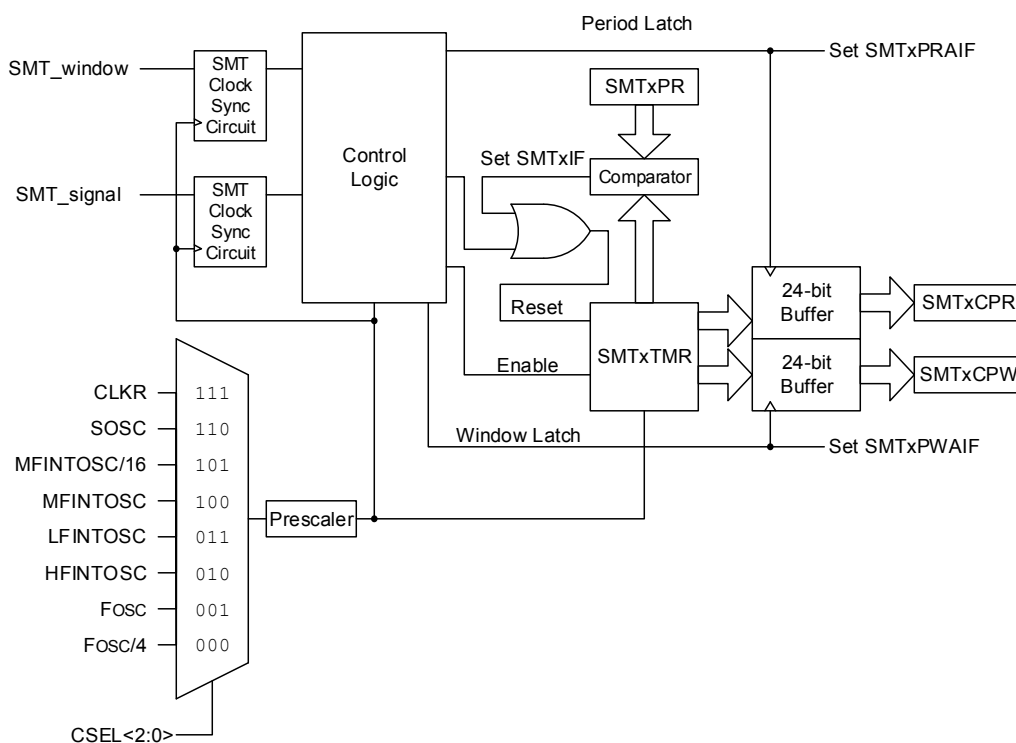 Period Latch
Set SMTxPRAIF
SMT_window
SMT
Clock
Sync
Circuit
Control
Logic
SMTxPR
Set SMTxIF
Comparator
SMT_signal
SMT
Clock
Sync
Circuit
Reset
SMTxTMR
Enable
24-bit
Buffer
SMTxCPR
24-bit
Buffer
SMTxCPW
Window Latch
Set SMTxPWAIF
CLKR 111
SOSC 110
MFINTOSC/16 101
MFINTOSC 100
LFINTOSC 011
HFINTOSC 010
FOSC 001
FOSC/4 000
Prescaler
CSEL<2:0>